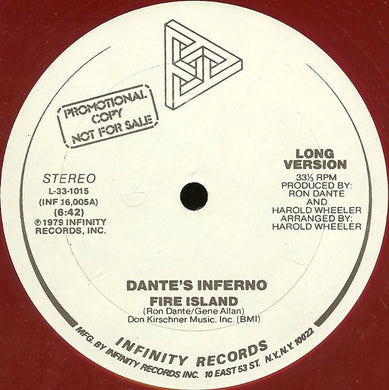 PROMOTIONAL
COPY
NOT FOR SALE
STEREO
L-33-1015
(INF 16,005A)
(6:42)
℗1979 INFINITY
RECORDS, INC.
LONG
VERSION
33⅓ RPM
PRODUCED BY:
RON DANTE
AND
HAROLD WHEELER
ARRANGED BY:
HAROLD WHEELER
DANTE'S INFERNO
FIRE ISLAND
(Ron Dante/Gene Allan)
Don Kirschner Music, Inc. (BMI)
INFINITY RECORDS
MFG. BY INFINITY RECORDS INC. 10 EAST 53 ST. N.Y., N.Y. 10022